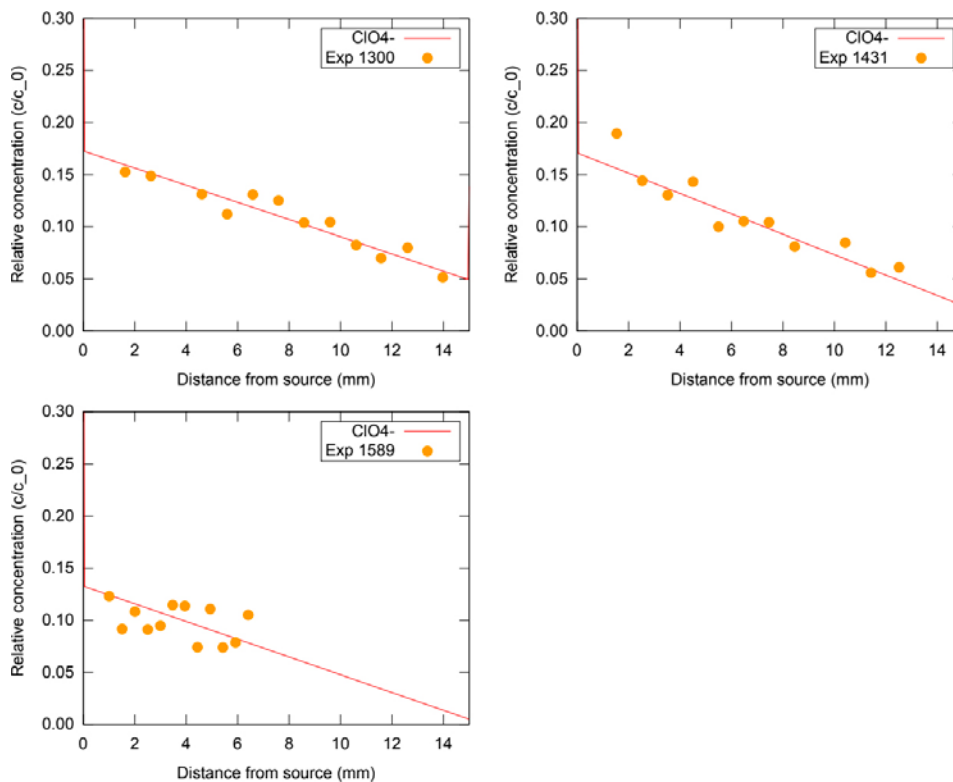 0.30
0.25
0.20
0.15
0.10
0.05
0.00
Relative concentration (c/c_0)
ClO4-
Exp 1300
0 2 4 6 8 10 12 14
Distance from source (mm)
0.30
0.25
0.20
0.15
0.10
0.05
0.00
Relative concentration (c/c_0)
ClO4-
Exp 1431
0 2 4 6 8 10 12 14
Distance from source (mm)
0.30
0.25
0.20
0.15
0.10
0.05
0.00
Relative concentration (c/c_0)
ClO4-
Exp 1589
0 2 4 6 8 10 12 14
Distance from source (mm)